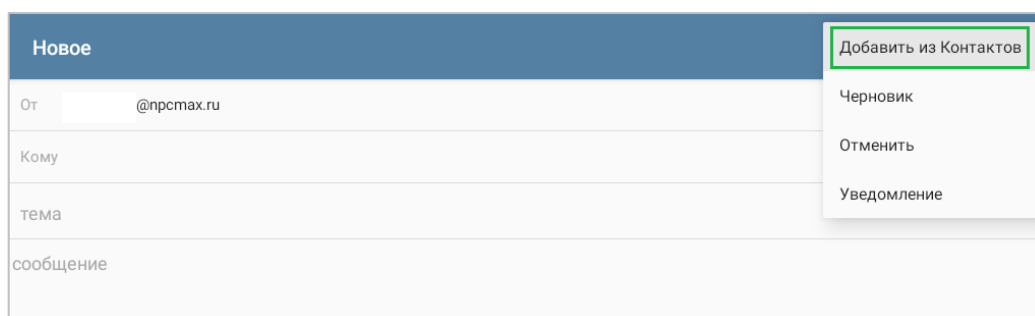 Новое
Добавить из Контактов
От @npcmax.ru
Черновик
Кому
Отменить
Уведомление
тема
сообщение